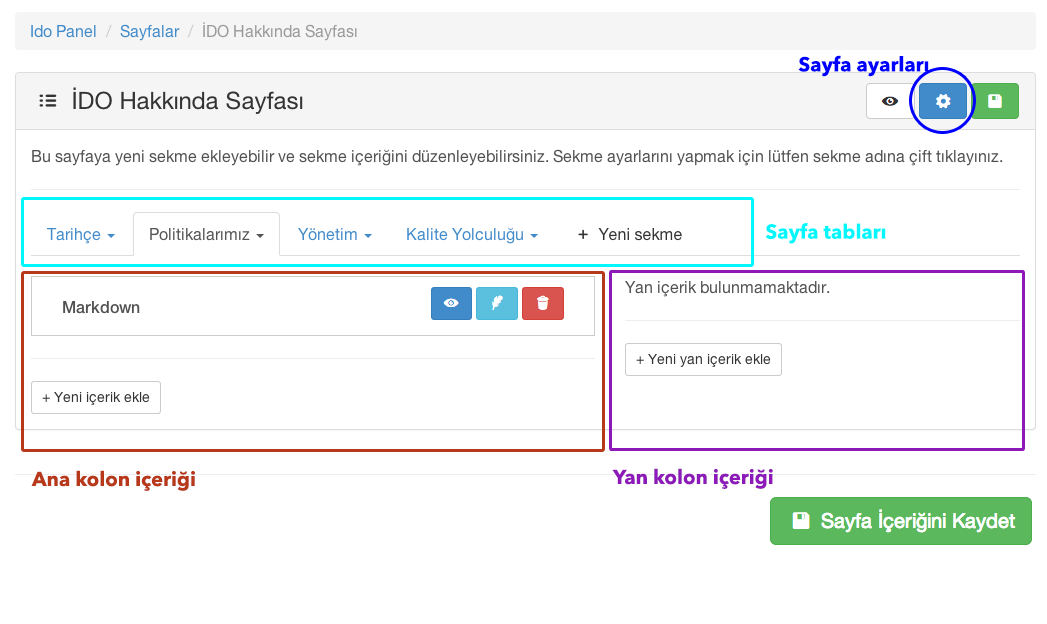 Ido Panel / Sayfalar / İDO Hakkında Sayfası
Sayfa ayarları
İDO Hakkında Sayfası
Bu sayfaya yeni sekme ekleyebilir ve sekme içeriğini düzenleyebilirsiniz. Sekme ayarlarını yapmak için lütfen sekme adına çift tıklayınız.
Tarihçe Politikalarımız Yönetim Kalite Yolculuğu + Yeni sekme
Sayfa tabları
Markdown
Yan içerik bulunmamaktadır.
+ Yeni yan içerik ekle
+ Yeni içerik ekle
Ana kolon içeriği
Yan kolon içeriği
Sayfa İçeriğini Kaydet